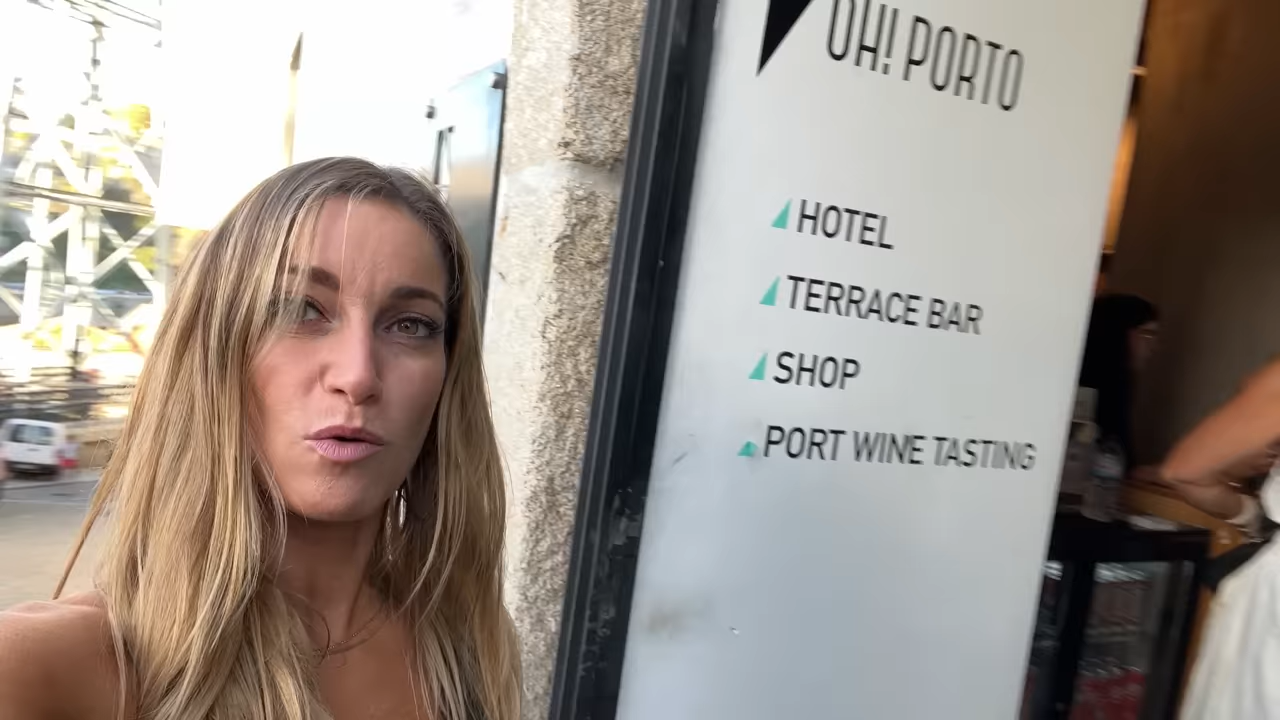 OH! PORTO
HOTEL
TERRACE BAR
SHOP
PORT WINE TASTING